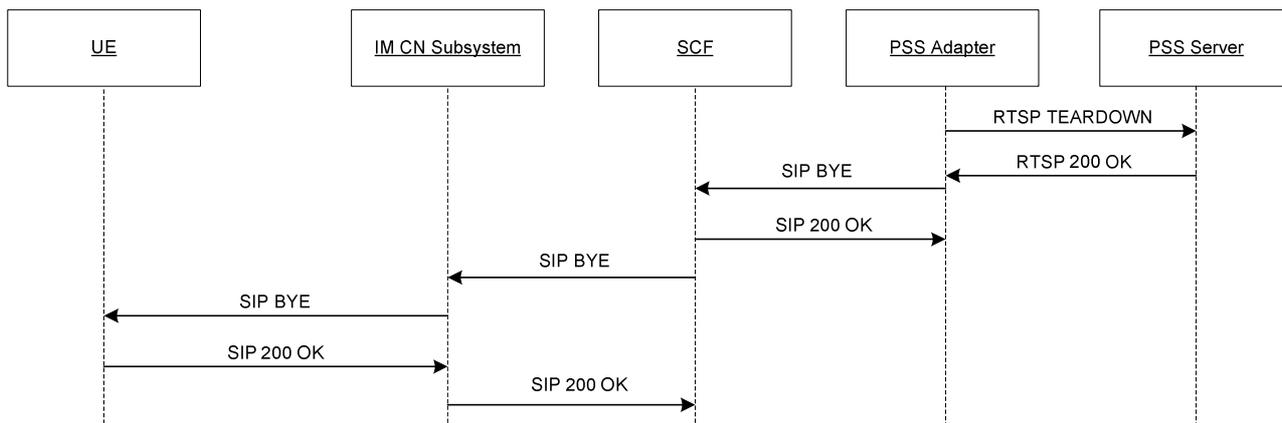 UE
IM CN Subsystem
SCF
PSS Adapter
PSS Server
RTSP TEARDOWN
RTSP 200 OK
SIP BYE
SIP 200 OK
SIP BYE
SIP BYE
SIP 200 OK
SIP 200 OK